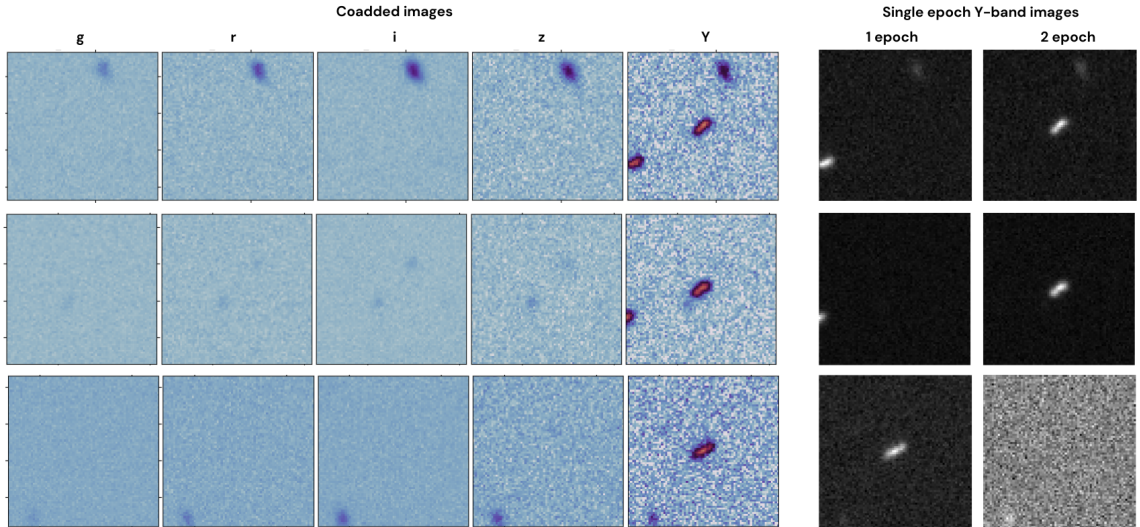 Coadded images
Single epoch Y-band images
g r i z Y
1 epoch 2 epoch